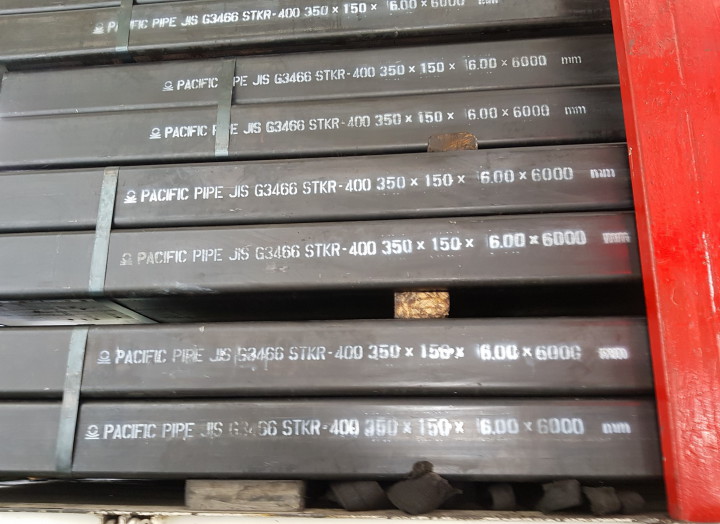 PACIFIC PIPE JIS G3466 STKR-400 350 × 150 × 6.00 × 6000 mm
PACIFIC PE JIS G3466 STKR-400 350 × 150 × 6.00 × 6000 mm
PACIFIC PE JIS G3466 STKR-400 350 × 150 × 6.00 × 6000 mm
PACIFIC PIPE JIS G3466 STKR-400 350 × 150 × 6.00 × 6000 mm
PACIFIC PIPE JIS G3466 STKR-400 350 × 150 × 6.00 × 6000 mm
PACIFIC PIPE JIS G3466 STKR-400 350 × 150 × 6.00 × 6000 mm
PACIFIC PIPE JIS G3466 STKR-400 350 × 150 × 6.00 × 6000 mm